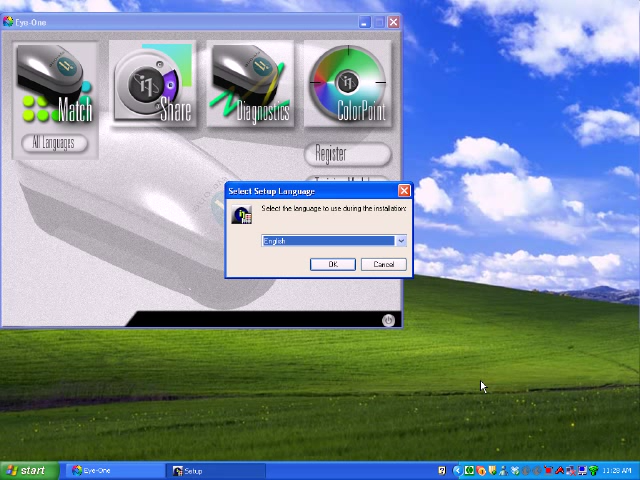 Eye-One
Match
Share
Diagnostics
ColorPoint
All Languages
Register
Select Setup Language
Select the language to use during the installation:
English
OK
Cancel
start
Eye-One
Setup
11:28 AM